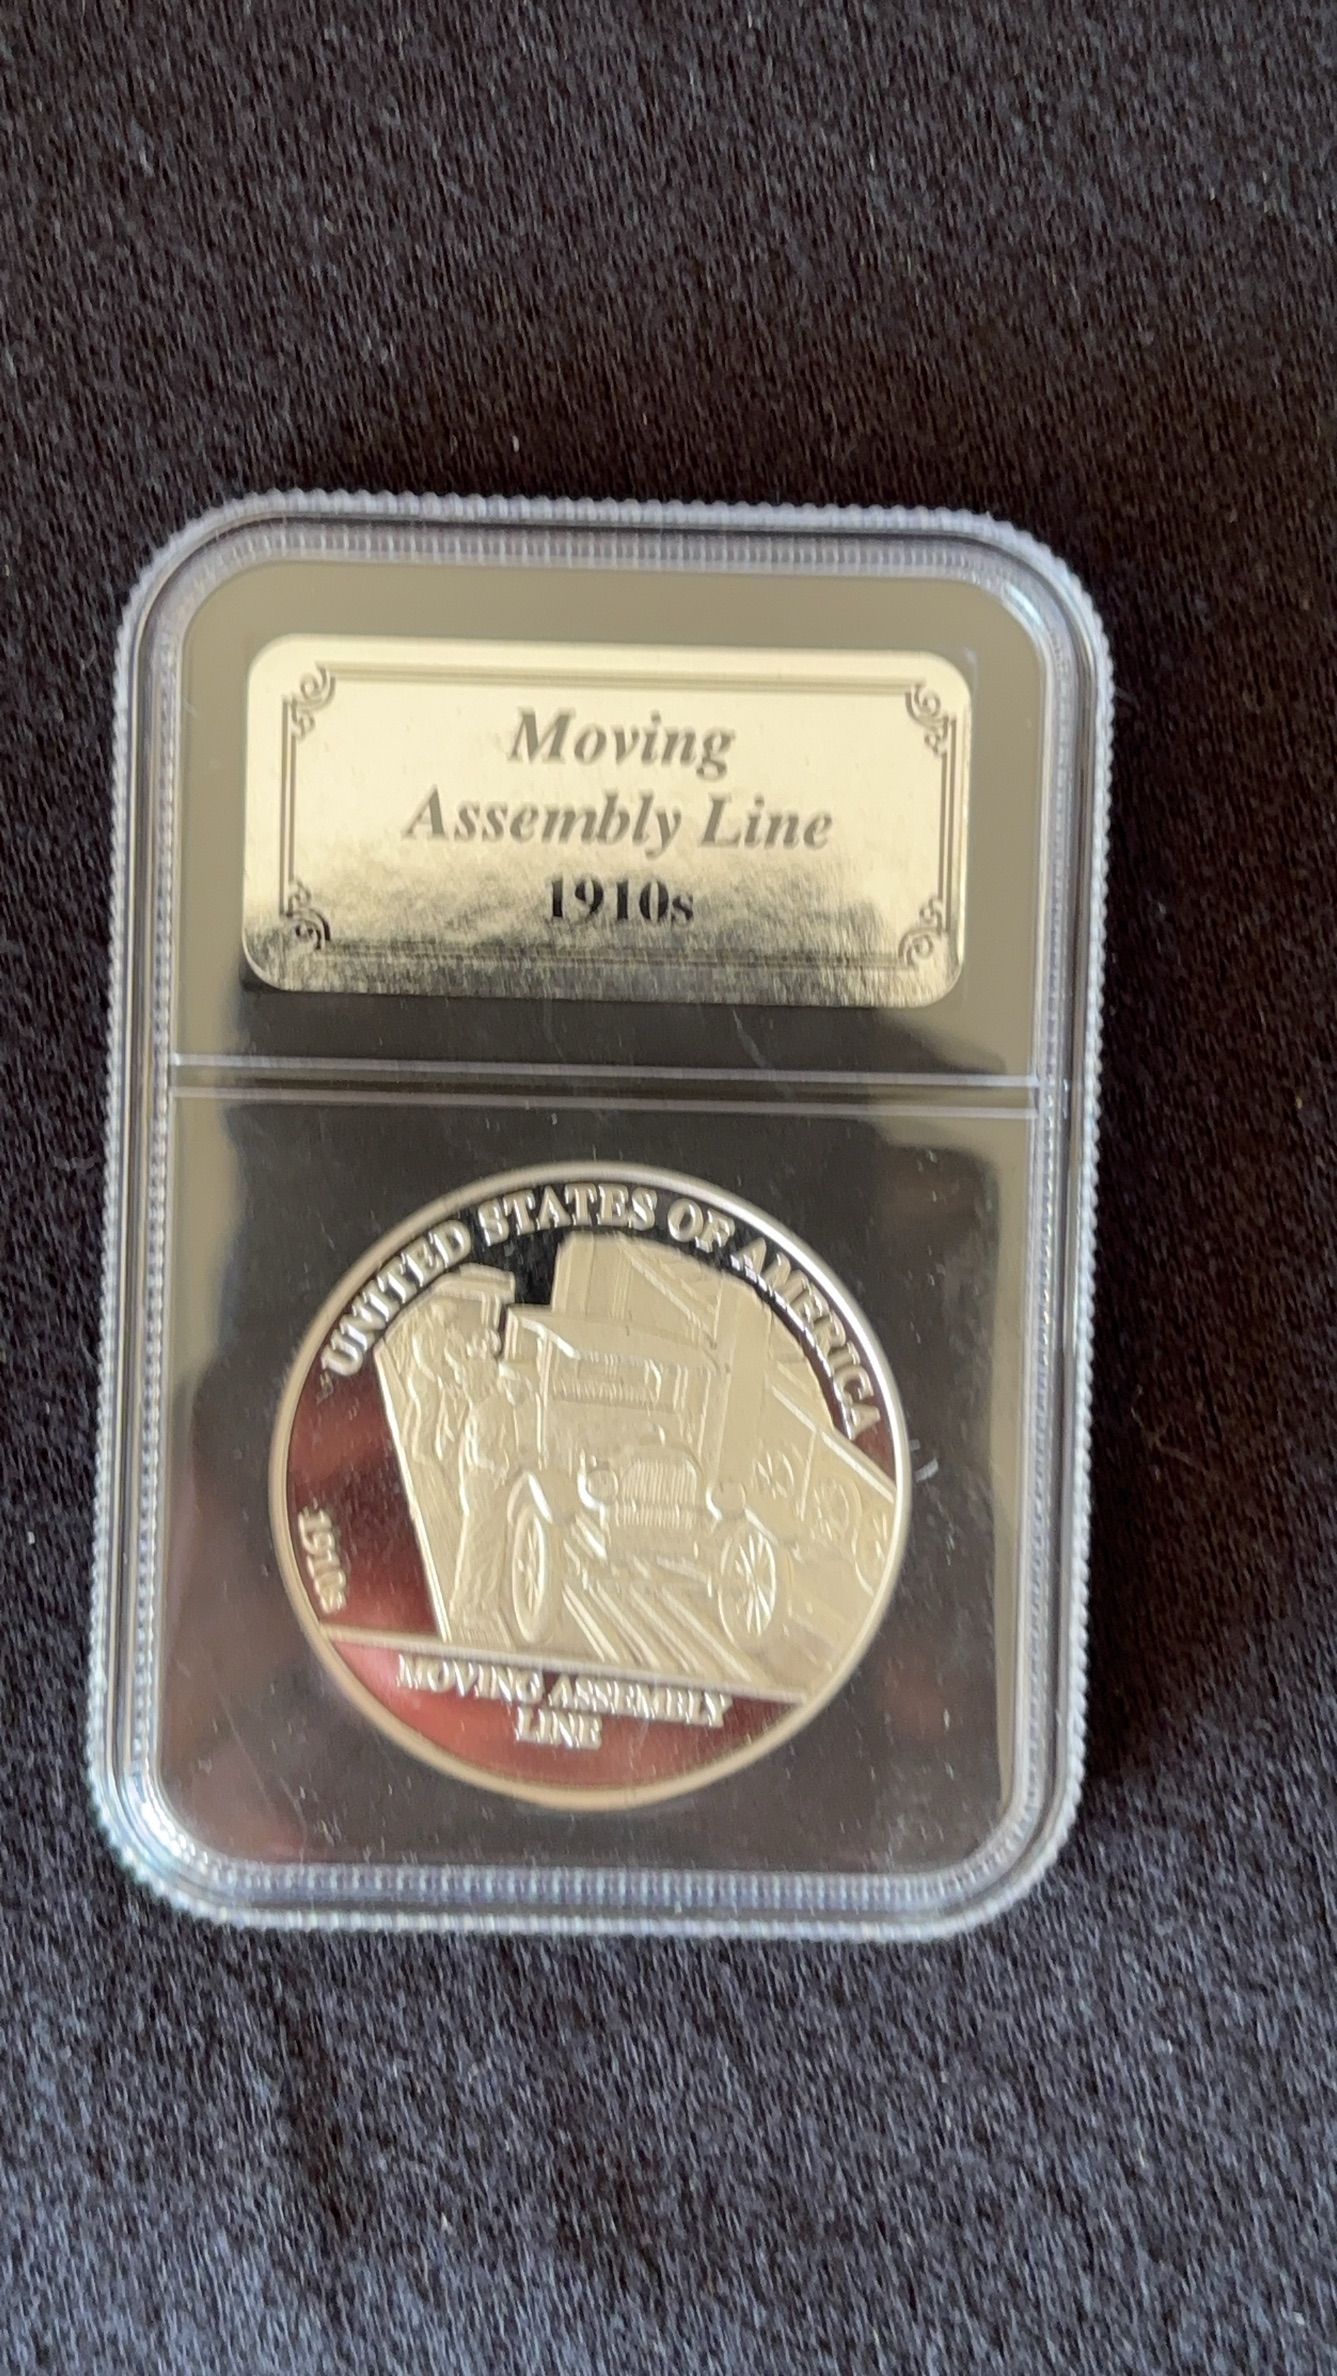 Moving
Assembly Line
1910s
UNITED STATES OF AMERICA
1910s
MOVING ASSEMBLY
LINE